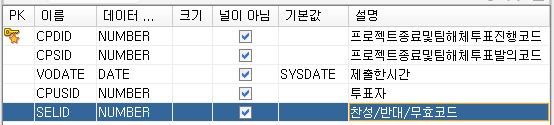 PK 이름 데이터 ... 크기 널이 아님 기본값 설명
CPDID NUMBER 프로젝트종료및팀해체투표진행코드
CPSID NUMBER 프로젝트종료및팀해체투표발의코드
VODATE DATE SYSDATE 제출한시간
CPUSID NUMBER 투표자
SELID NUMBER 찬성/반대/무효코드